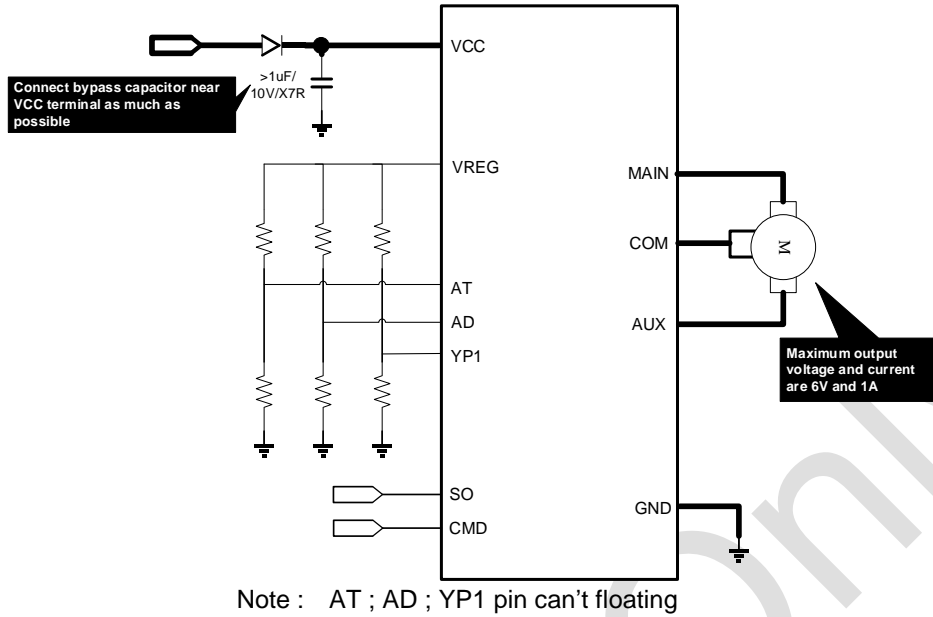 VCC
>1uF/
10V/X7R
Connect bypass capacitor near
VCC terminal as much as
possible
VREG
MAIN
COM
M
AT
AD
AUX
YP1
Maximum output
voltage and current
are 6V and 1A
SO
GND
CMD
Note : AT ; AD ; YP1 pin can't floating